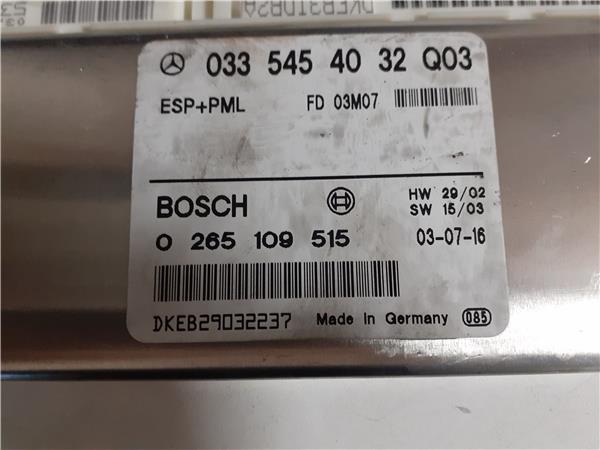 DKEB3TDB2A
033 545 40 32 Q03
ESP+PML FD 03M07
BOSCH HW 29/02
SW 15/03
0 265 109 515 03-07-16
DKEB29032237 Made in Germany 085